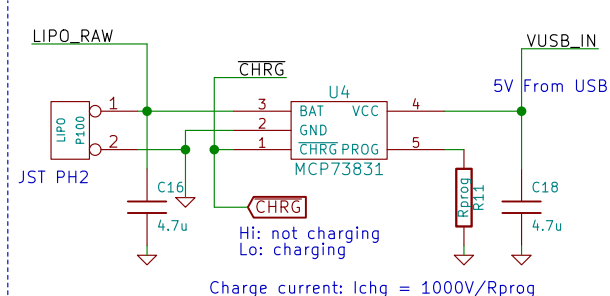 LIPO_RAW
VUSB_IN
CHRG
5V From USB
U4
1
3
BAT
VCC
4
LIPO
P100
2
2
GND
1
CHRG
PROG
5
MCP73831
JST PH2
C16
4.7u
CHRG
Rprog
R11
C18
4.7u
Hi: not charging
Lo: charging
Charge current: Ichg = 1000V/Rprog